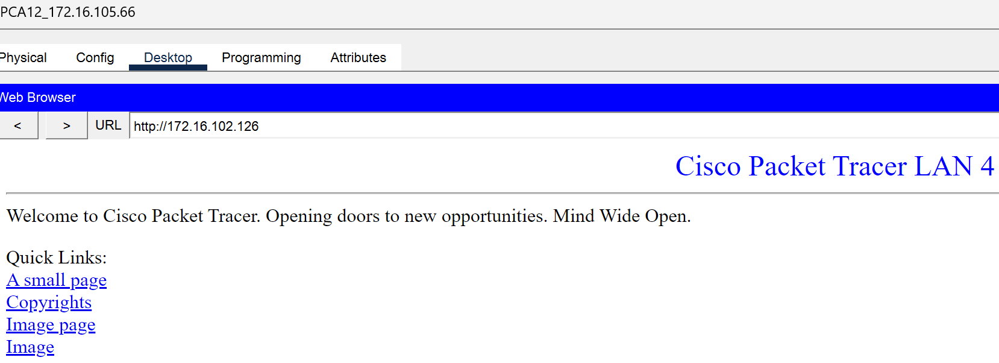 PCA12_172.16.105.66
Physical Config Desktop Programming Attributes
Web Browser
< > URL http://172.16.102.126
Cisco Packet Tracer LAN 4
Welcome to Cisco Packet Tracer. Opening doors to new opportunities. Mind Wide Open.
Quick Links:
A small page
Copyrights
Image page
Image